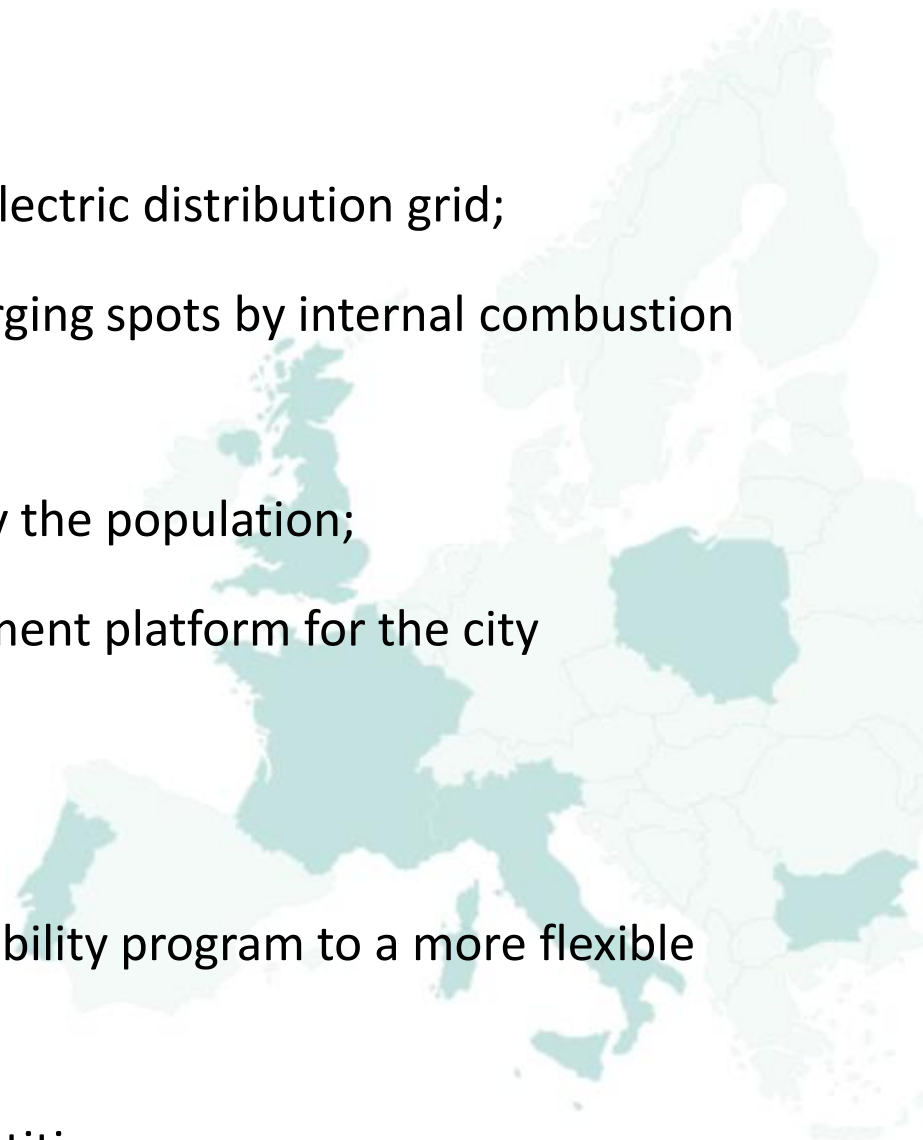 lectric distribution grid;
rging spots by internal combustion
the population;
ment platform for the city
bility program to a more flexible